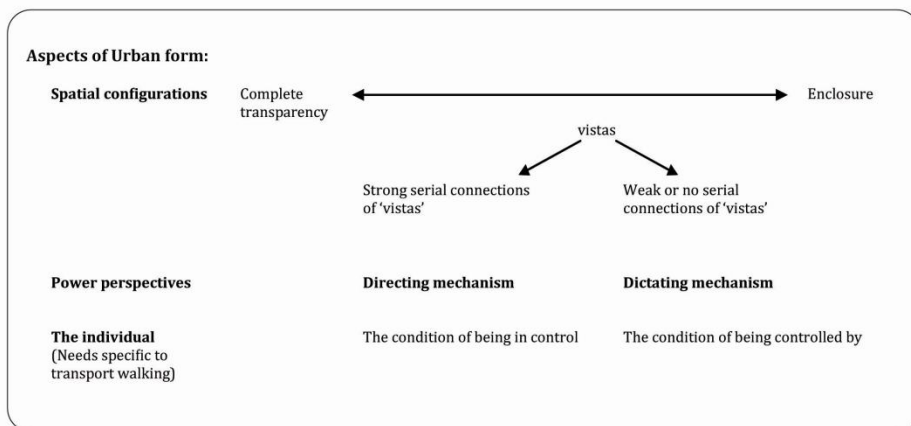 Aspects of Urban form:
Spatial configurations
Complete
transparency
Enclosure
vistas
Strong serial connections
of ‘vistas’
Weak or no serial
connections of ‘vistas’
Power perspectives
Directing mechanism
Dictating mechanism
The individual
(Needs specific to
transport walking)
The condition of being in control
The condition of being controlled by